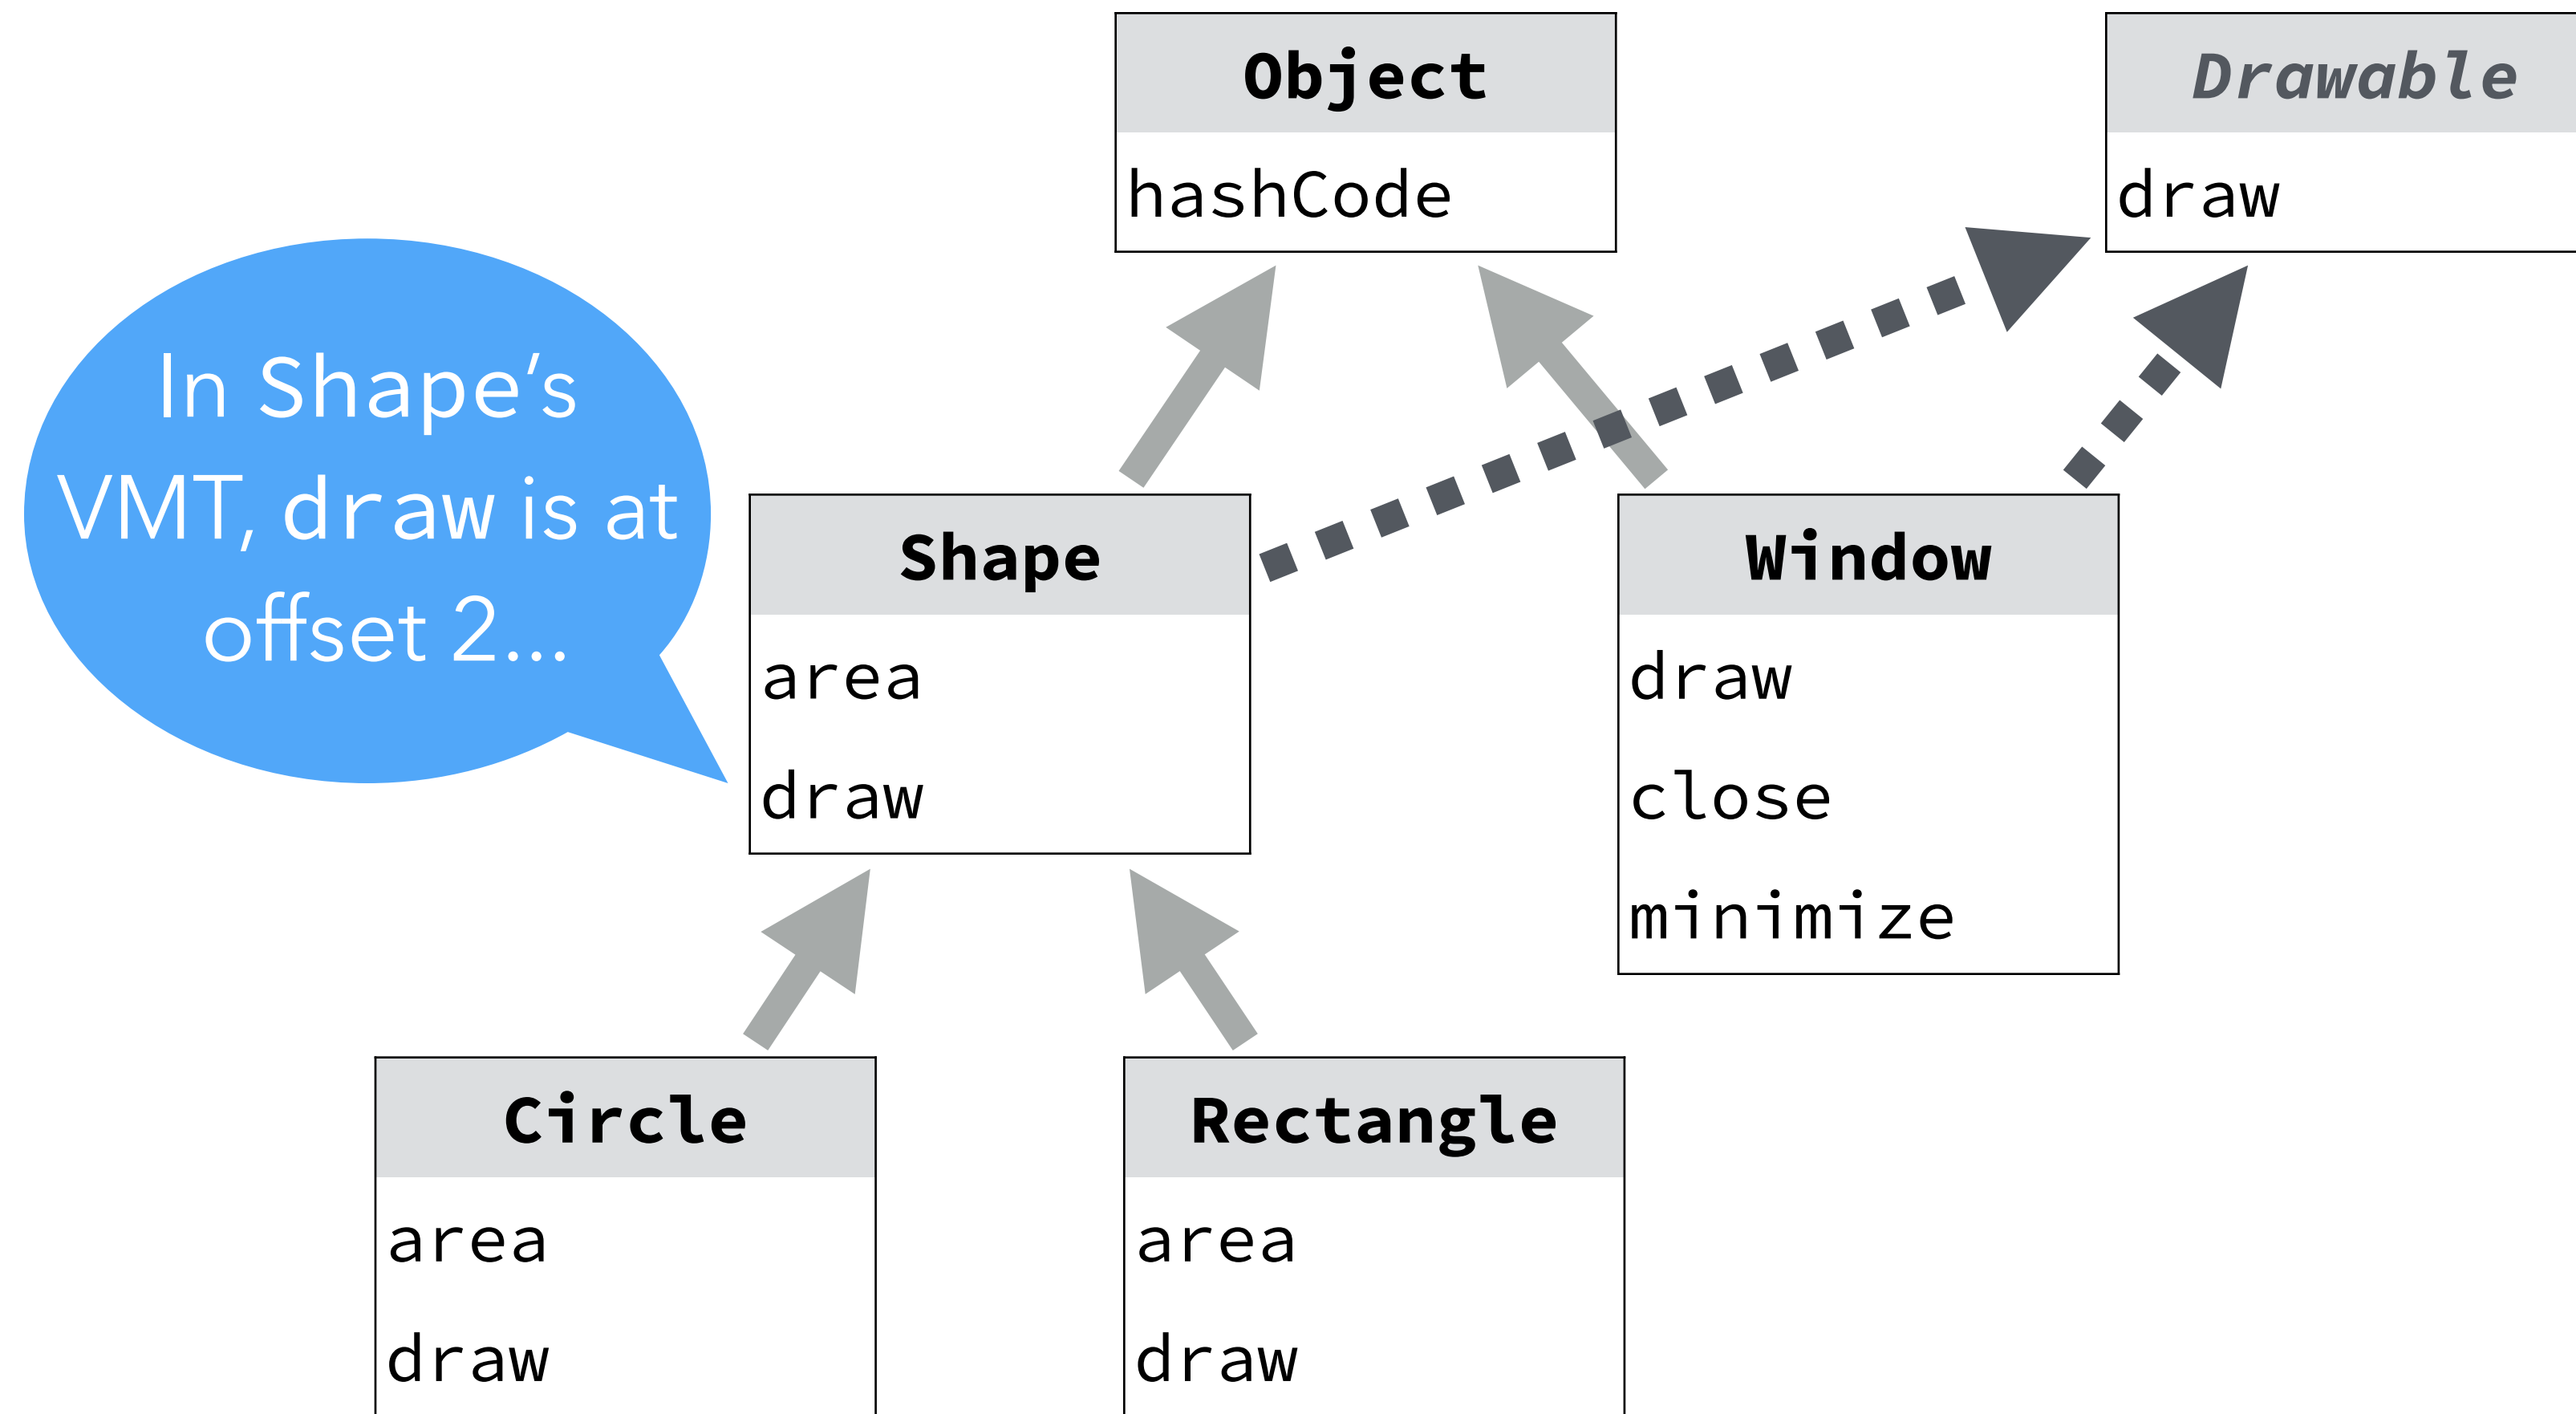 Object
hashCode
Drawable
draw
In Shape‘s
VMT, draw is at
offset 2...
Shape
area
draw
Window
draw
close
minimize
Circle
area
draw
Rectangle
area
draw